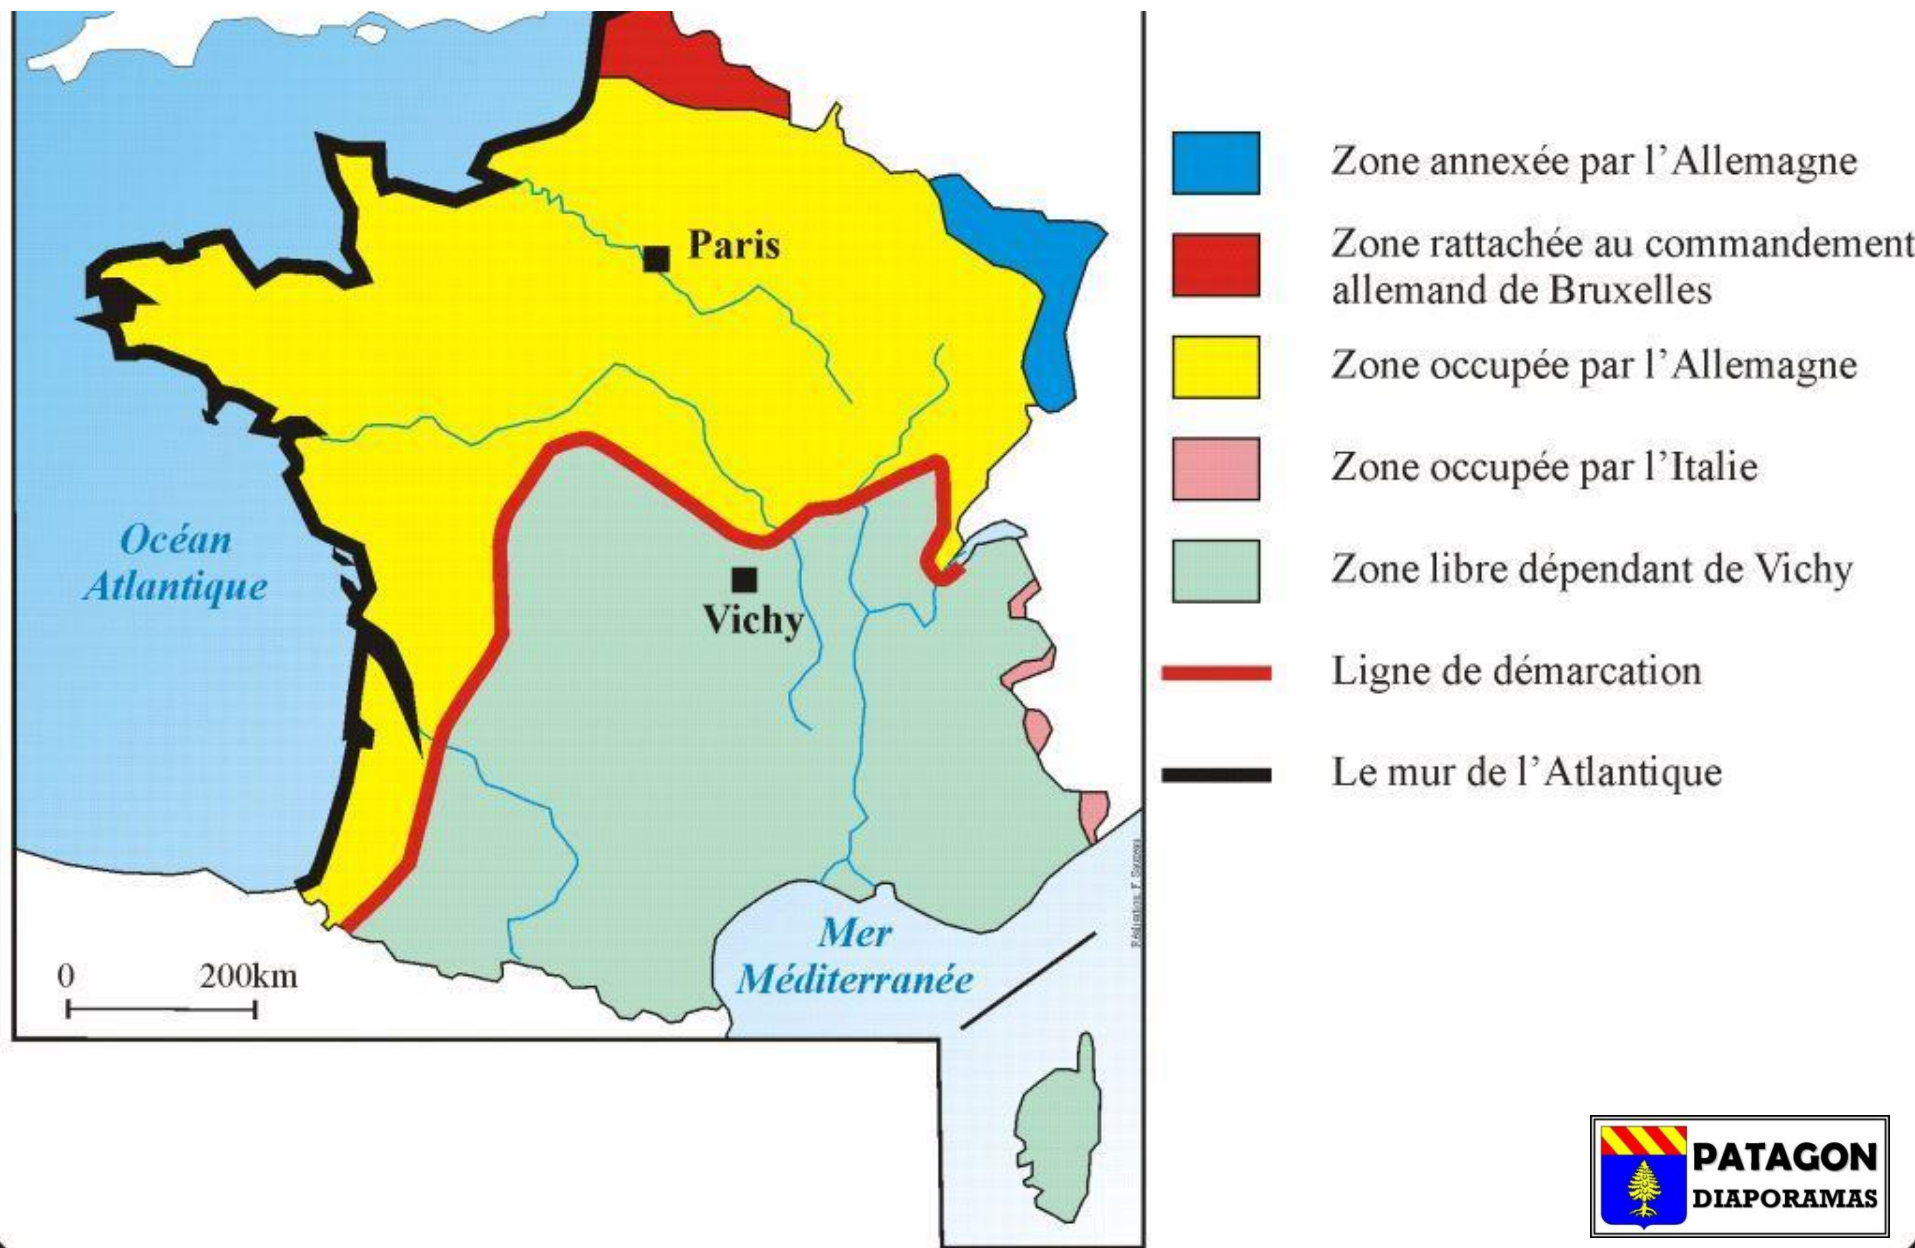 Paris
Océan
Atlantique
Vichy
Mer
Méditerranée
0 200km
Zone annexée par l'Allemagne
Zone rattachée au commandement
allemand de Bruxelles
Zone occupée par l'Allemagne
Zone occupée par l'Italie
Zone libre dépendant de Vichy
Ligne de démarcation
Le mur de l'Atlantique
PATAGON
DIAPORAMAS